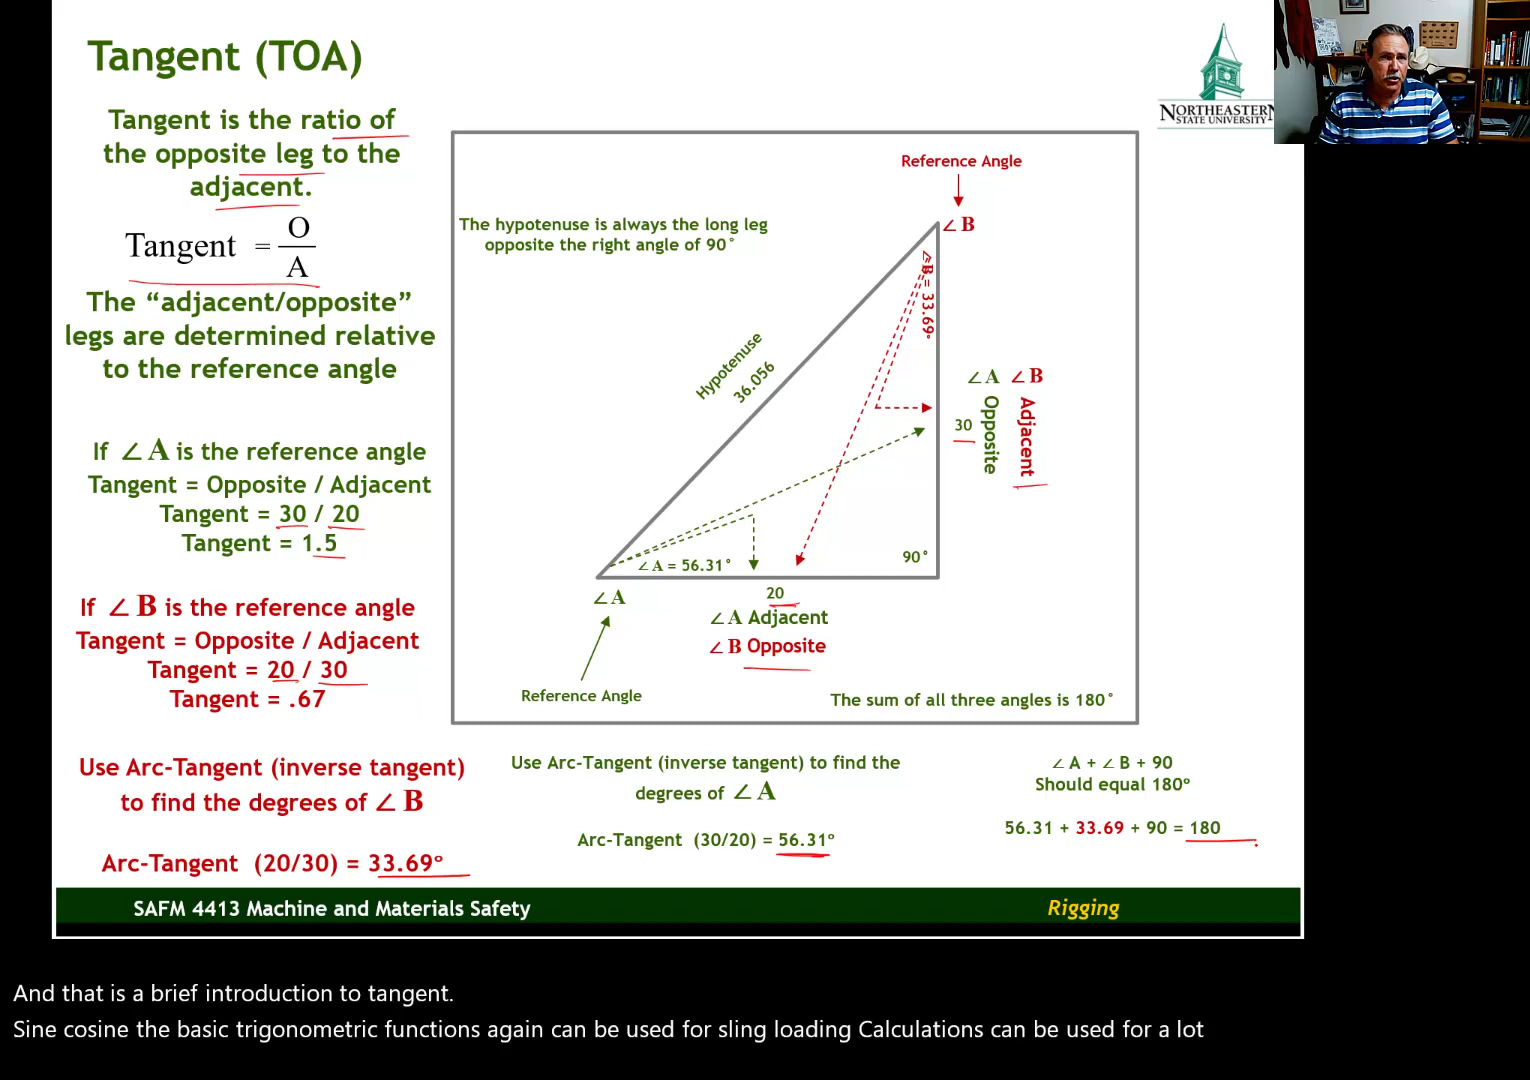 Tangent (TOA)
Tangent is the ratio of
the opposite leg to the
adjacent.
Tangent = O
A
The “adjacent/opposite”
legs are determined relative
to the reference angle
If ∠ A is the reference angle
Tangent = Opposite / Adjacent
Tangent = 30 / 20
Tangent = 1.5
If ∠ B is the reference angle
Tangent = Opposite / Adjacent
Tangent = 20 / 30
Tangent = .67
Use Arc-Tangent (inverse tangent)
to find the degrees of ∠ B
Arc-Tangent (20/30) = 33.69°
NORTHEASTERN
STATE UNIVERSITY
Reference Angle
∠ B
The hypotenuse is always the long leg
opposite the right angle of 90°
∠B = 33.69°
Hypotenuse
36.056
∠ A ∠ B
30
Opposite
Adjacent
90°
∠ A = 56.31°
∠ A
20
∠ A Adjacent
∠ B Opposite
Reference Angle
The sum of all three angles is 180°
Use Arc-Tangent (inverse tangent) to find the
degrees of ∠ A
Arc-Tangent (30/20) = 56.31°
∠ A + ∠ B + 90
Should equal 180°
56.31 + 33.69 + 90 = 180
SAFM 4413 Machine and Materials Safety
Rigging
And that is a brief introduction to tangent.
Sine cosine the basic trigonometric functions again can be used for sling loading Calculations can be used for a lot